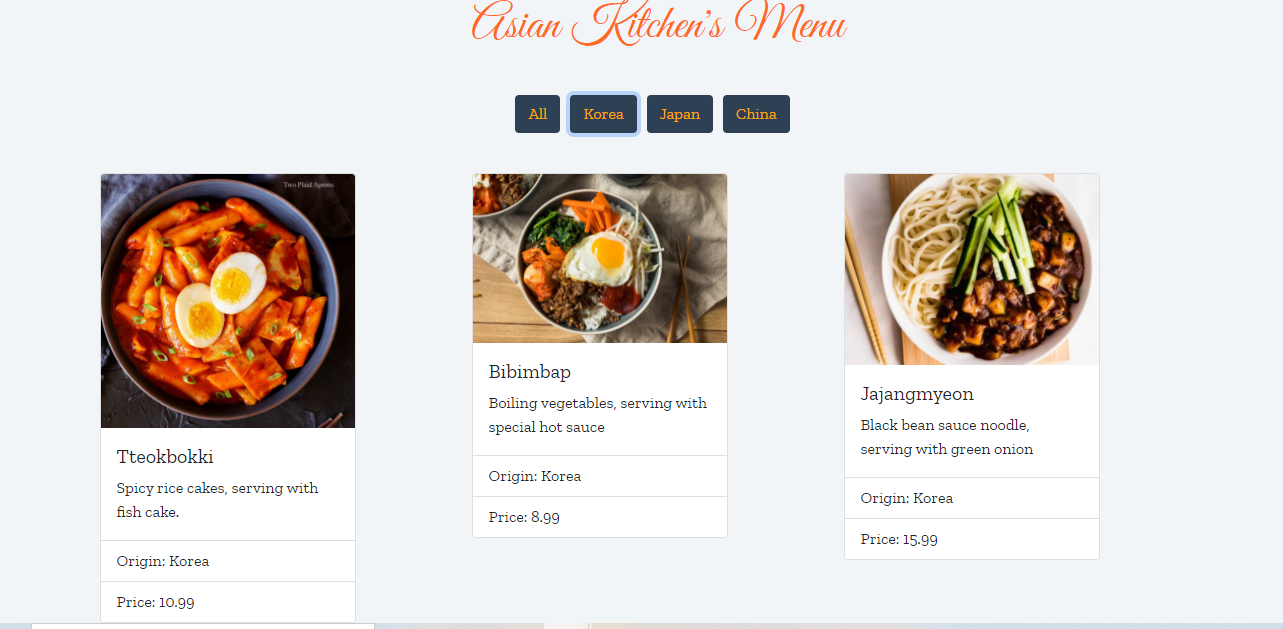 Asian Kitchen's Menu
All
Korea
Japan
China
Two Plaid Aprons
Tteokbokki
Spicy rice cakes, serving with
fish cake.
Origin: Korea
Price: 10.99
Bibimbap
Boiling vegetables, serving with
special hot sauce
Origin: Korea
Price: 8.99
Jajangmyeon
Black bean sauce noodle,
serving with green onion
Origin: Korea
Price: 15.99